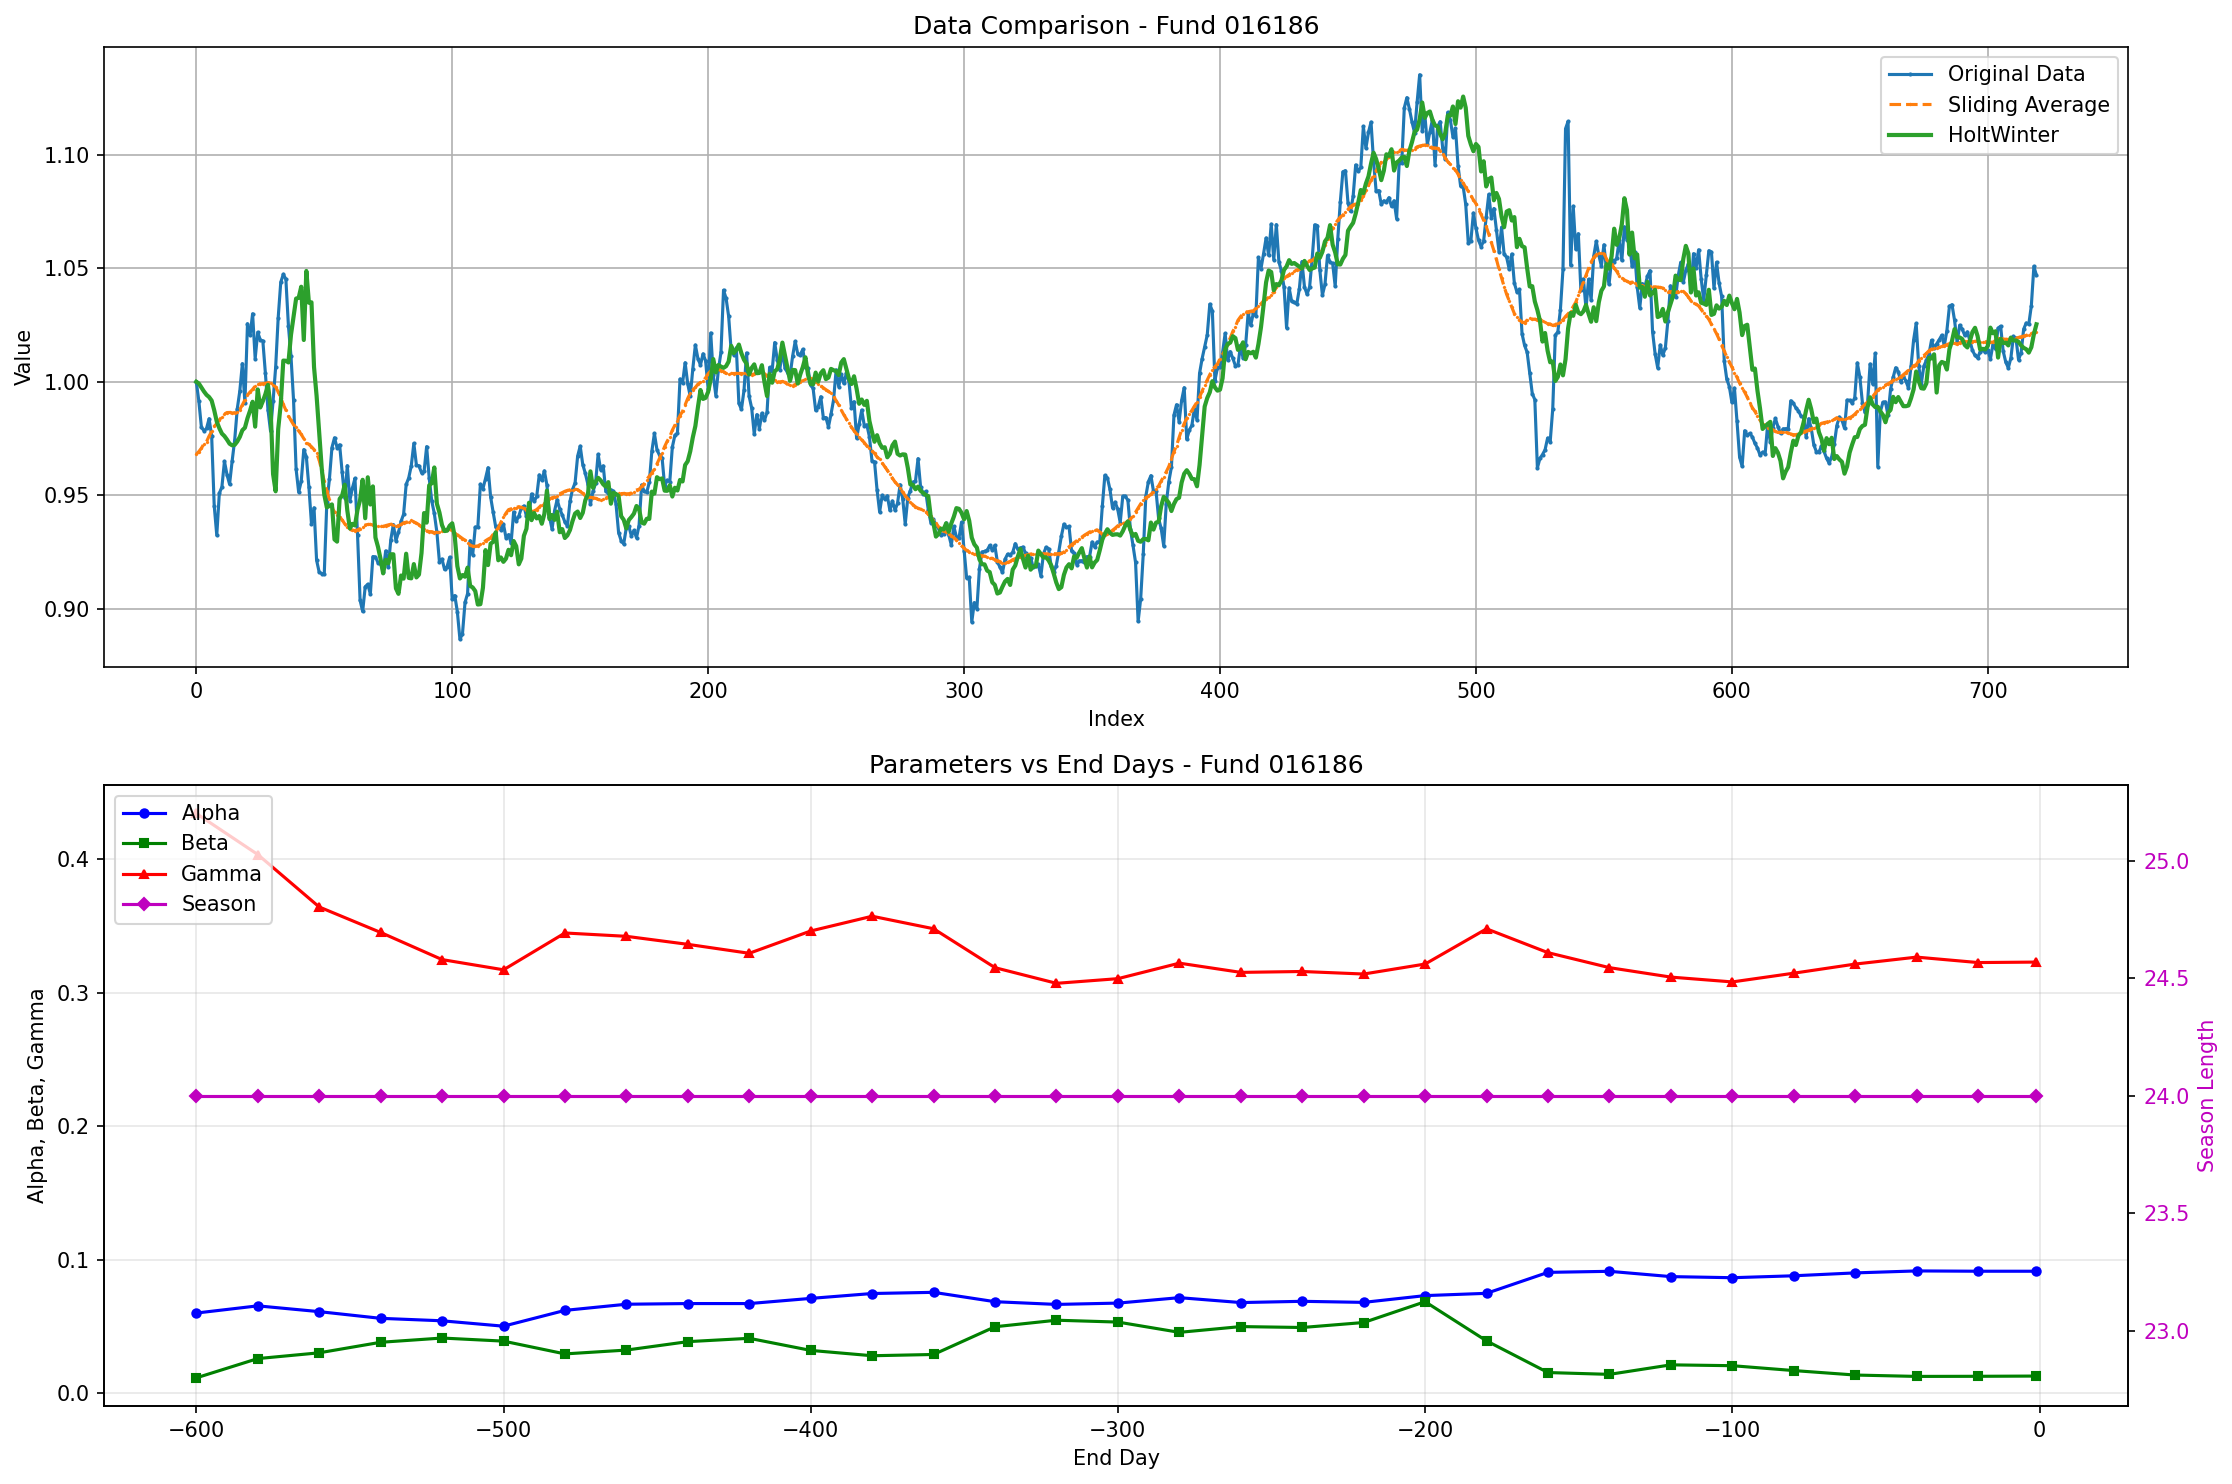 Data Comparison - Fund 016186
Original Data
Sliding Average
HoltWinter
Value
1.10
1.05
1.00
0.95
0.90
0 100 200 300 400 500 600 700
Index
Parameters vs End Days - Fund 016186
Alpha
Beta
Gamma
Season
Alpha, Beta, Gamma
0.4
0.3
0.2
0.1
0.0
25.0
24.5
24.0
23.5
23.0
Season Length
−600 −500 −400 −300 −200 −100 0
End Day